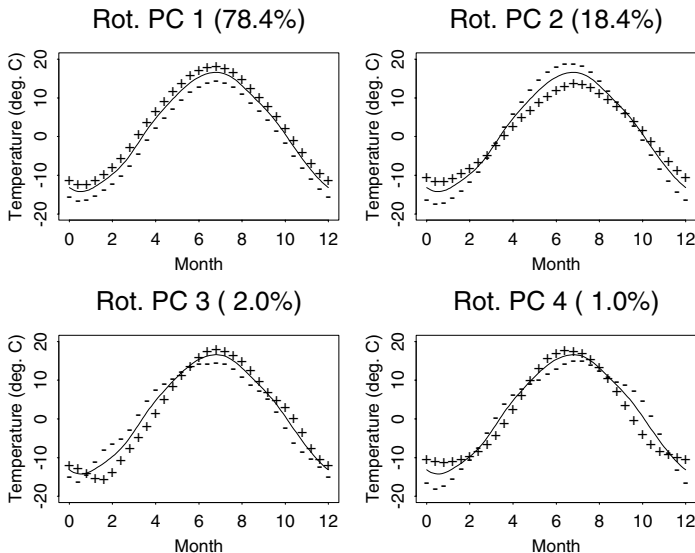 Rot. PC 1 (78.4%)
Temperature (deg. C)
20
10
0
-10
-20
0 2 4 6 8 10 12
Month
Rot. PC 2 (18.4%)
Temperature (deg. C)
20
10
0
-10
-20
0 2 4 6 8 10 12
Month
Rot. PC 3 ( 2.0%)
Temperature (deg. C)
20
10
0
-10
-20
0 2 4 6 8 10 12
Month
Rot. PC 4 ( 1.0%)
Temperature (deg. C)
20
10
0
-10
-20
0 2 4 6 8 10 12
Month